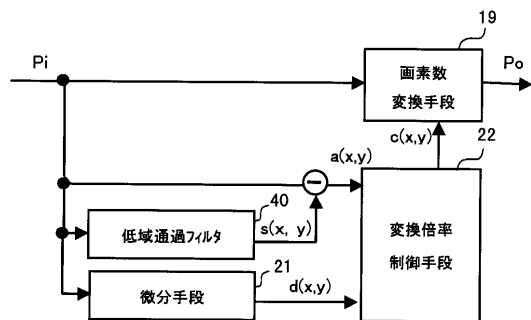 19
Pi
画素数
変換手段
Po
c(x,y)
22
a(x,y)
40
低域通過フィルタ
s(x, y)
変換倍率
制御手段
21
微分手段
d(x,y)